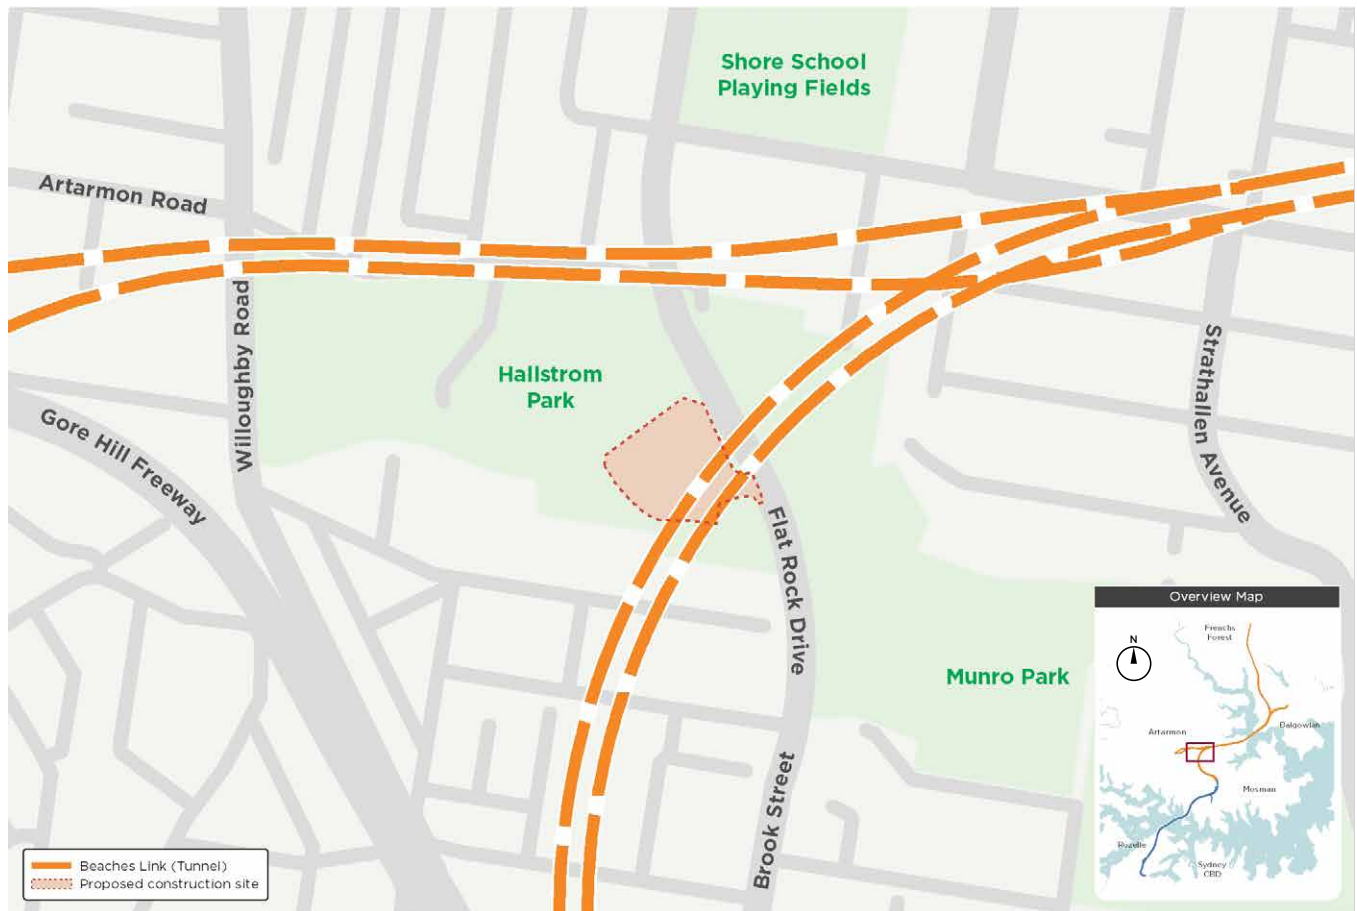 Shore School
Playing Fields
Artarmon Road
Willoughby Road
Hallstrom
Park
Strathallen Avenue
Gore Hill Freeway
Flat Rock Drive
Munro Park
Brook Street
Beaches Link (Tunnel)
Proposed construction site
Overview Map
N
Frenchs
Forest
Balgowlah
Artarmon
Mosman
Rozelle
Sydney
CBD